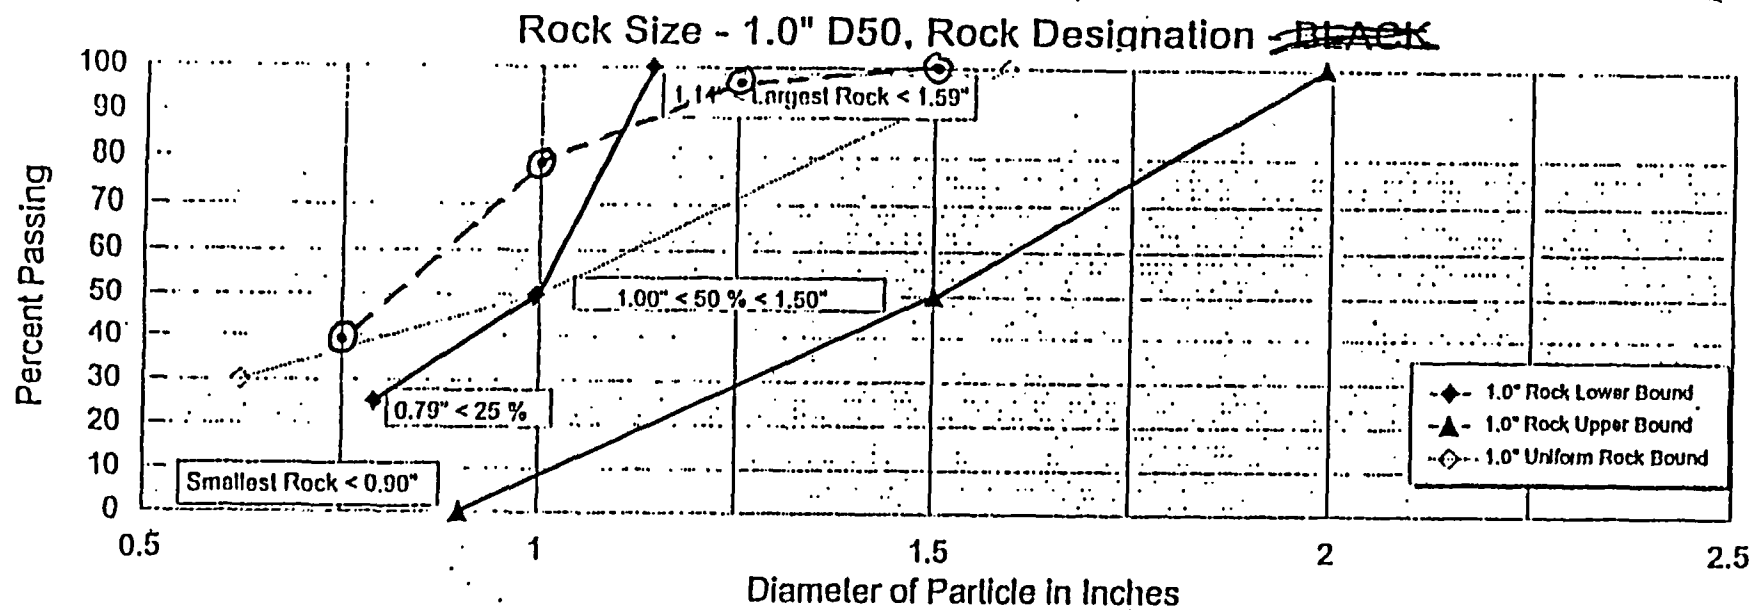 Rock Size - 1.0" D50, Rock Designation - BLACK
Percent Passing
100
90
80
70
60
50
40
30
20
10
0
1.14" < Largest Rock < 1.59"
1.00" < 50 % < 1.50"
0.79" < 25 %
Smallest Rock < 0.90"
1.0" Rock Lower Bound
1.0" Rock Upper Bound
1.0" Uniform Rock Bound
0.5
1
1.5
2
2.5
Diameter of Particle in Inches